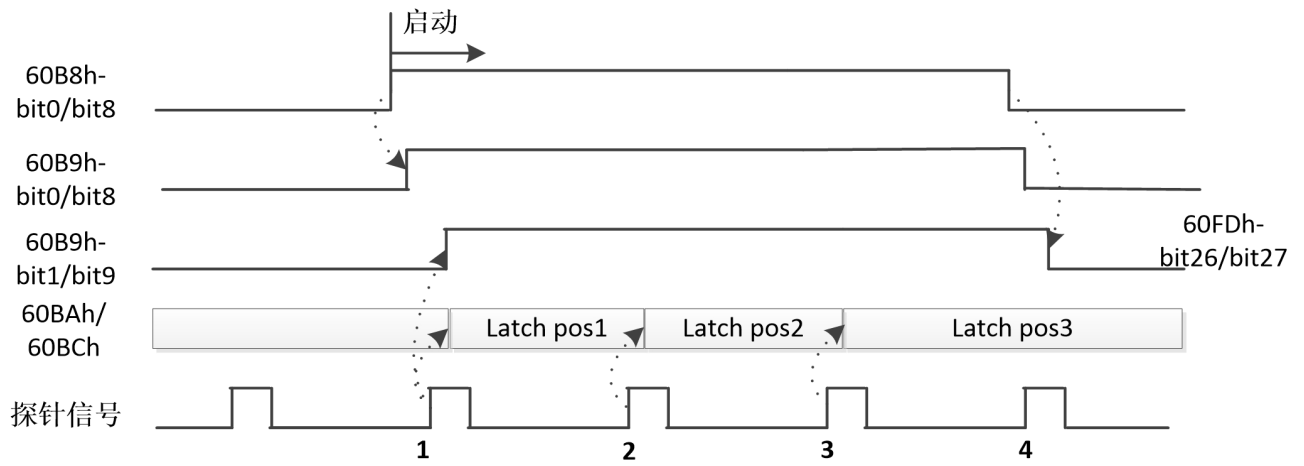 启动
60B8h-
bit0/bit8
60B9h-
bit0/bit8
60B9h-
bit1/bit9
60FDh-
bit26/bit27
60BAh/
60BCh
Latch pos1
Latch pos2
Latch pos3
探针信号
1
2
3
4